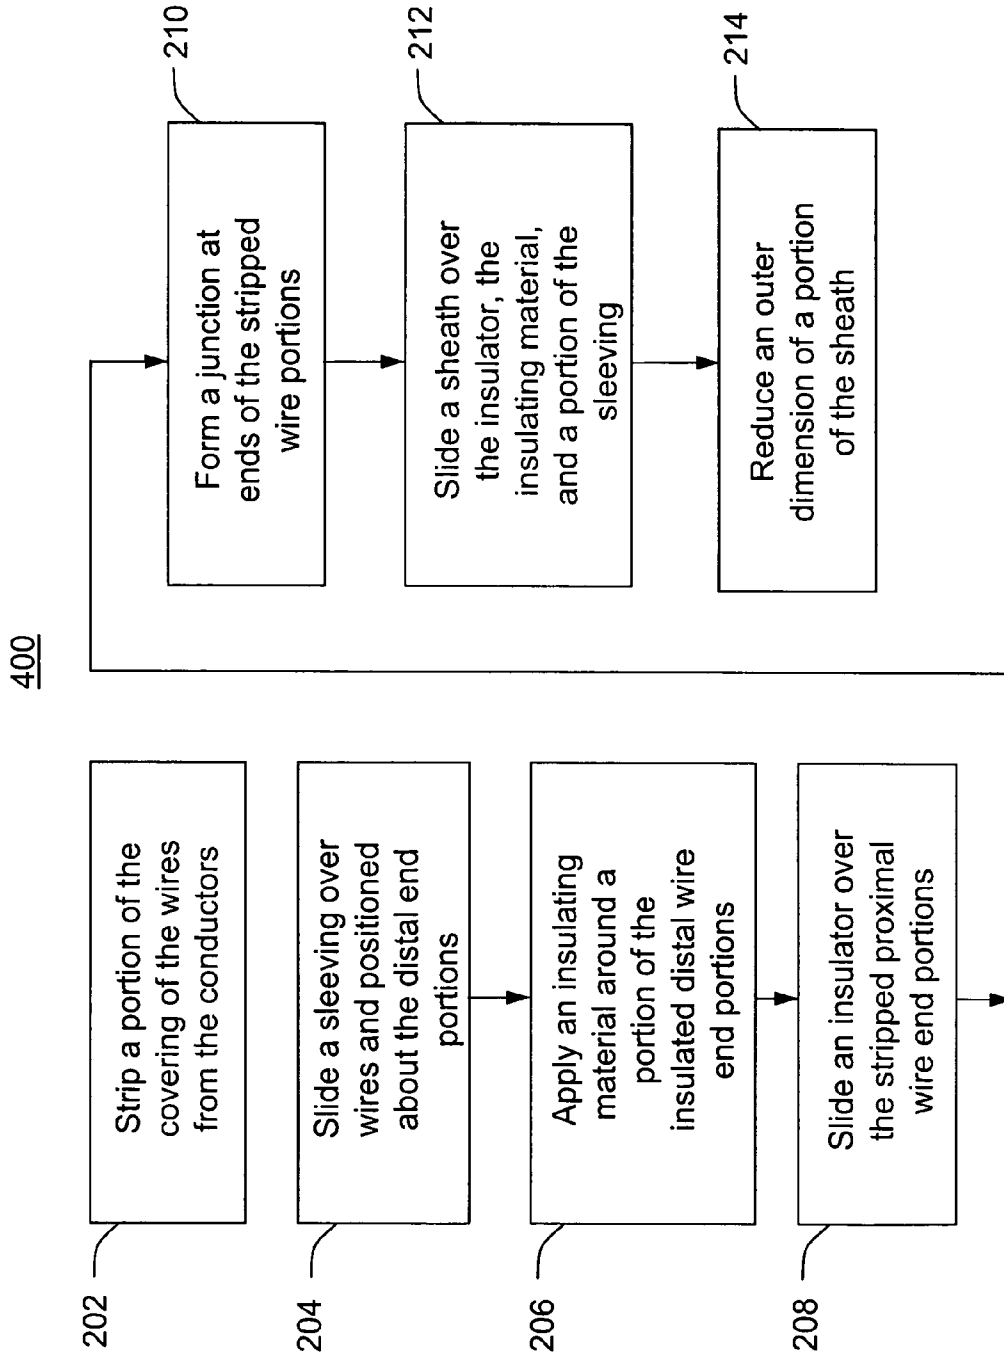 400
202
Strip a portion of the
covering of the wires
from the conductors
204
Slide a sleeving over
wires and positioned
about the distal end
portions
206
Apply an insulating
material around a
portion of the
insulated distal wire
end portions
208
Slide an insulator over
the stripped proximal
wire end portions
210
Form a junction at
ends of the stripped
wire portions
212
Slide a sheath over
the insulator, the
insulating material,
and a portion of the
sleeving
214
Reduce an outer
dimension of a portion
of the sheath